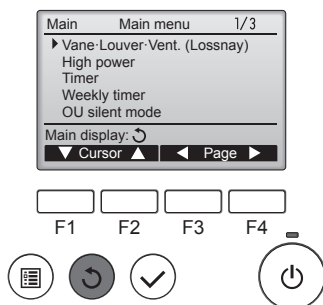 Main Main menu 1/3
Vane·Louver·Vent. (Lossnay)
High power
Timer
Weekly timer
OU silent mode
Main display:
Cursor Page
F1 F2 F3 F4